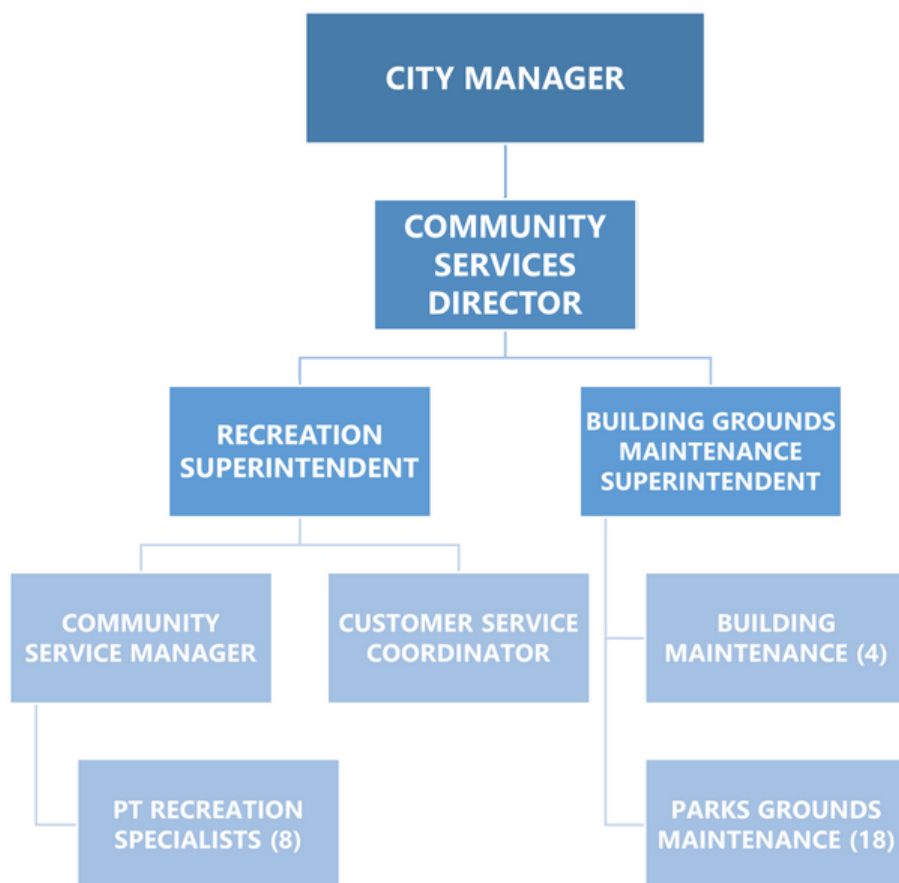 CITY MANAGER
COMMUNITY
SERVICES
DIRECTOR
RECREATION
SUPERINTENDENT
BUILDING GROUNDS
MAINTENANCE
SUPERINTENDENT
COMMUNITY
SERVICE MANAGER
CUSTOMER SERVICE
COORDINATOR
BUILDING
MAINTENANCE (4)
PT RECREATION
SPECIALISTS (8)
PARKS GROUNDS
MAINTENANCE (18)